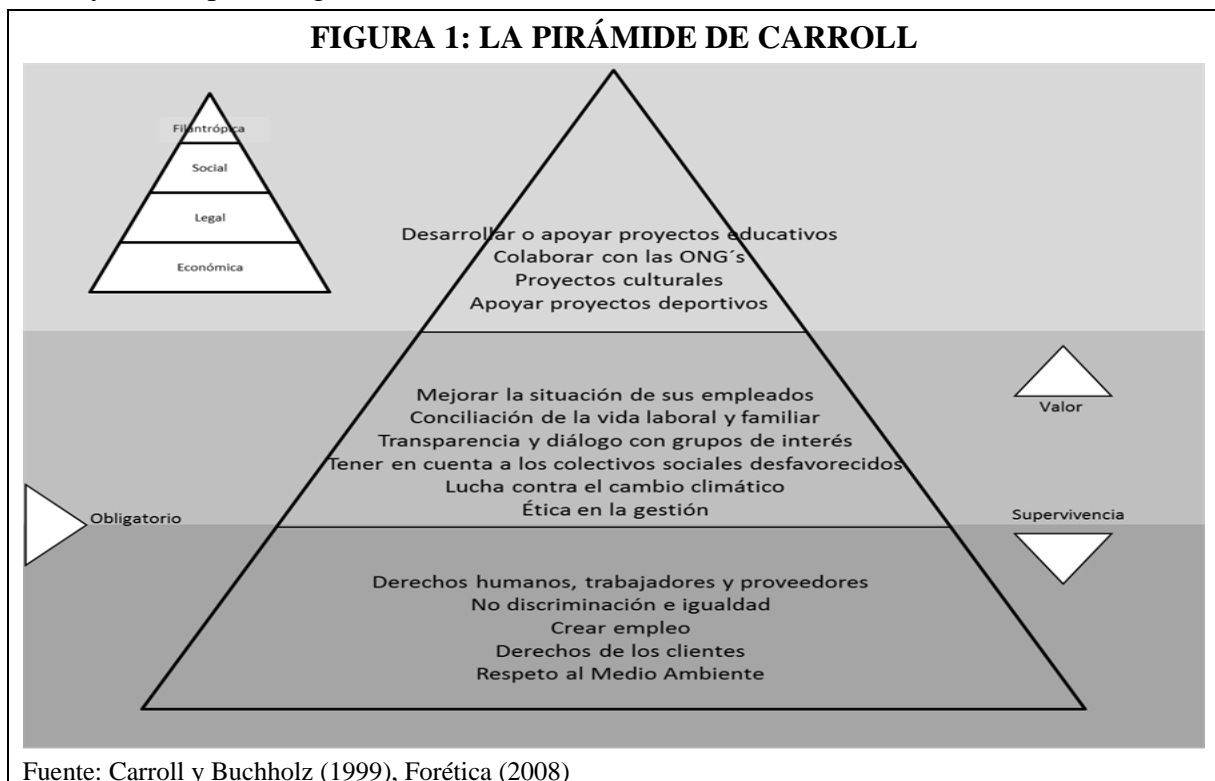 FIGURA 1: LA PIRÁMIDE DE CARROLL
Filantrópica
Social
Legal
Económica
Desarrollar o apoyar proyectos educativos
Colaborar con las ONG´s
Proyectos culturales
Apoyar proyectos deportivos
Mejorar la situación de sus empleados
Conciliación de la vida laboral y familiar
Transparencia y diálogo con grupos de interés
Tener en cuenta a los colectivos sociales desfavorecidos
Lucha contra el cambio climático
Ética en la gestión
Valor
Obligatorio
Supervivencia
Derechos humanos, trabajadores y proveedores
No discriminación e igualdad
Crear empleo
Derechos de los clientes
Respeto al Medio Ambiente
Fuente: Carroll y Buchholz (1999), Forética (2008)